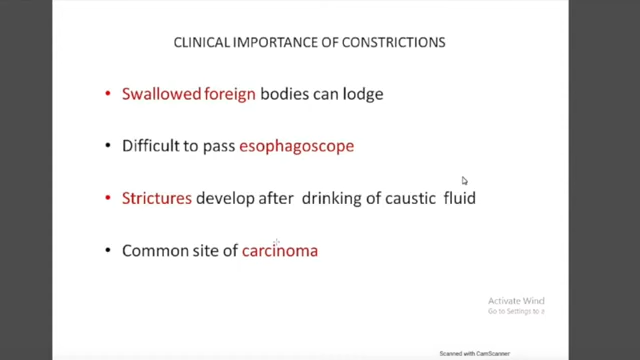 CLINICAL IMPORTANCE OF CONSTRICTIONS
• Swallowed foreign bodies can lodge
• Difficult to pass esophagoscope
• Strictures develop after drinking of caustic fluid
• Common site of carcinoma
Activate Wind
Go to Settings to a
Scanned with CamScanner